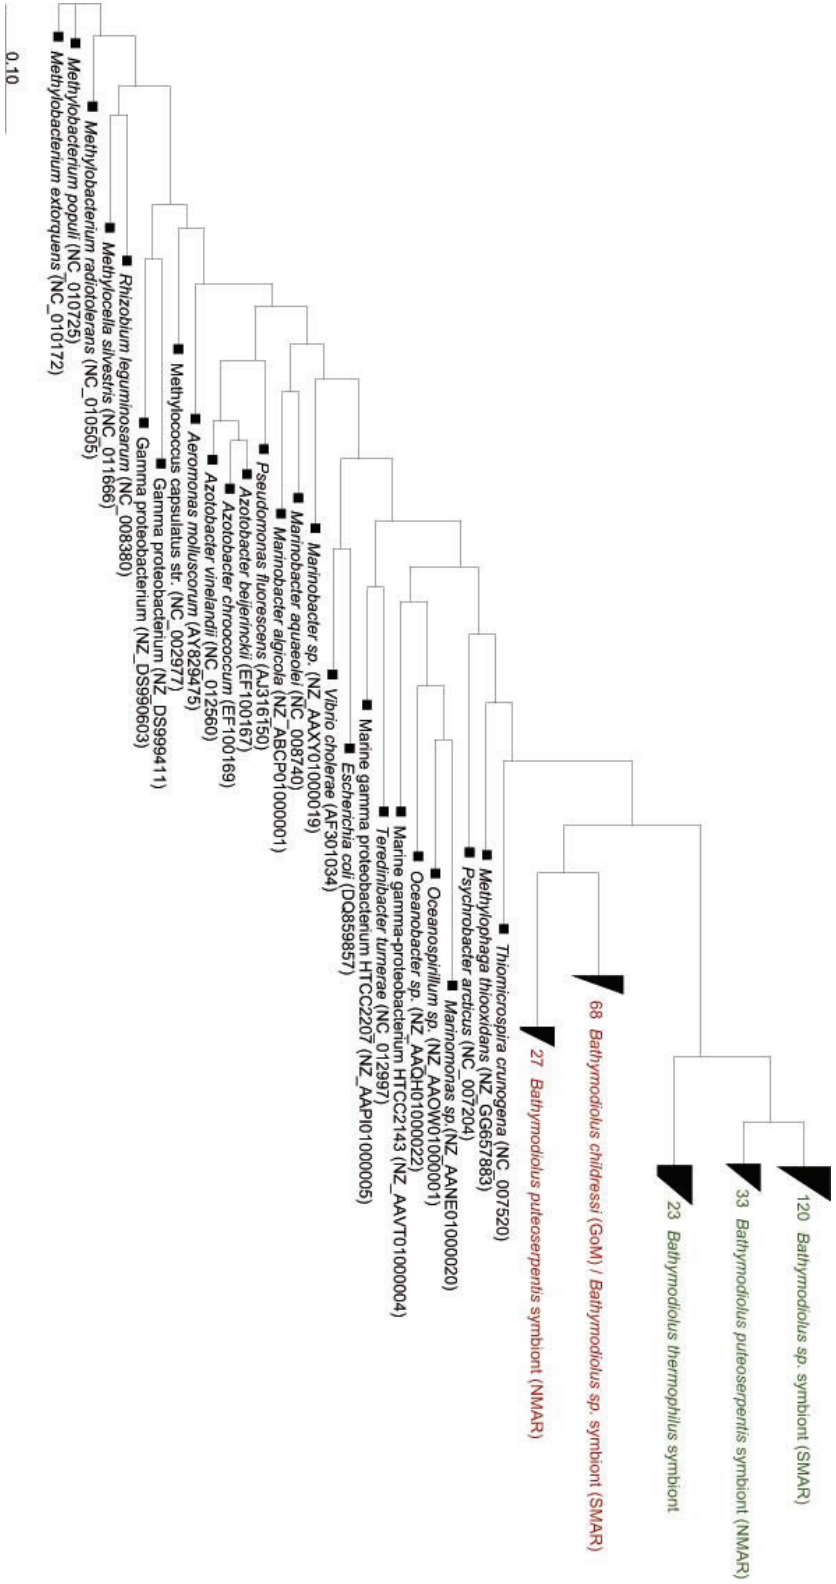 120 Bathymodiolus sp. symbiont (SMAR)
33 Bathymodiolus puteoserpentis symbiont (NMAR)
23 Bathymodiolus thermophilus symbiont
68 Bathymodiolus childressi (GoM) / Bathymodiolus sp. symbiont (SMAR)
27 Bathymodiolus puteoserpentis symbiont (NMAR)
Thiomicrospira crunogena (NC_007520)
Methylophaga thiooxidans (NZ_GG657883)
Psychrobacter arcticus (NC_007204)
Marinomonas sp.(NZ_AANE01000020)
Oceanospirillum sp. (NZ_AAOW01000001)
Oceanobacter sp. (NZ_AAQH01000022)
Marine gamma-proteobacterium HTCC2143 (NZ_AAVT01000004)
Teredinibacter turnerae (NC_012997)
Marine gamma proteobacterium HTCC2207 (NZ_AAPI01000005)
Escherichia coli (DQ859857)
Vibrio cholerae (AF301034)
Marinobacter sp. (NZ_AAXY01000019)
Marinobacter aquaeolei (NC_008740)
Marinobacter algicola (NZ_ABCP01000001)
Pseudomonas fluorescens (AJ316150)
Azotobacter beijerinckii (EF100167)
Azotobacter chroococcum (EF100169)
Azotobacter vinelandii (NC_012560)
Aeromonas molluscorum (AY829475)
Methylococcus capsulatus str. (NC_002977)
Gamma proteobacterium (NZ_DS999411)
Gamma proteobacterium (NZ_DS990603)
Rhizobium leguminosarum (NC_008380)
Methylocella silvestris (NC_011666)
Methylobacterium radiotolerans (NC_010505)
Methylobacterium populi (NC_010725)
Methylobacterium extorquens (NC_010172)
0.10